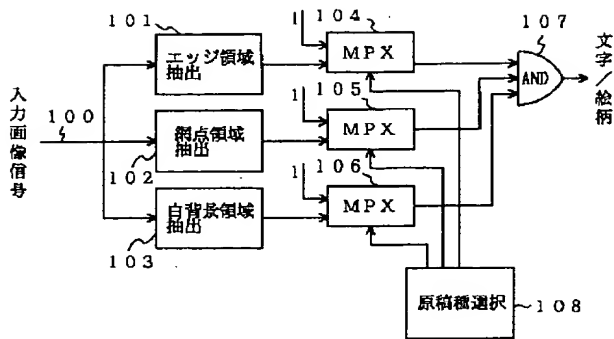 101
エッジ領域
抽出
1
104
MPX
107
AND
文字/絵柄
入力画像信号
100
網点領域
抽出
102
1
105
MPX
白背景領域
抽出
103
1
106
MPX
原稿種選択
108